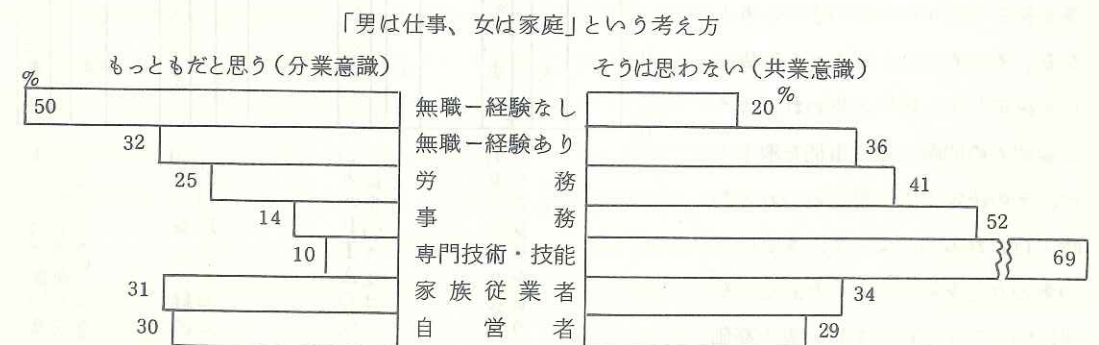 「男は仕事、女は家庭」という考え方
もっともだと思う(分業意識) そうは思わない(共業意識)
% %
50 無職ー経験なし 20
32 無職ー経験あり 36
25 労務 41
14 事務 52
10 専門技術・技能 69
31 家族従業者 34
30 自営者 29